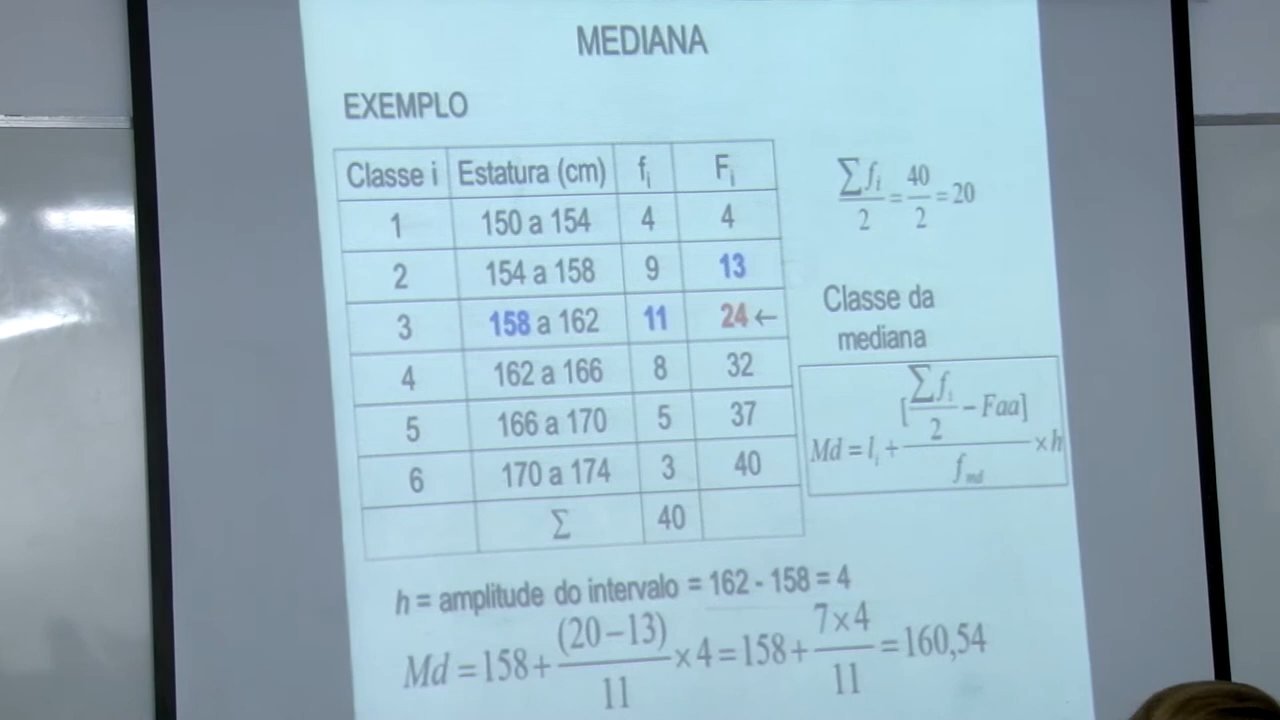 MEDIANA
EXEMPLO
Classe i Estatura (cm) fi Fi
1 150 a 154 4 4
2 154 a 158 9 13
3 158 a 162 11 24 ←
4 162 a 166 8 32
5 166 a 170 5 37
6 170 a 174 3 40
Σ 40
∑fi/2 = 40/2 = 20
Classe da
mediana
Md = li + [∑fi/2 − Faa]/fmd × h
h = amplitude do intervalo = 162 - 158 = 4
Md = 158 + (20−13)/11 × 4 = 158 + 7×4/11 = 160,54